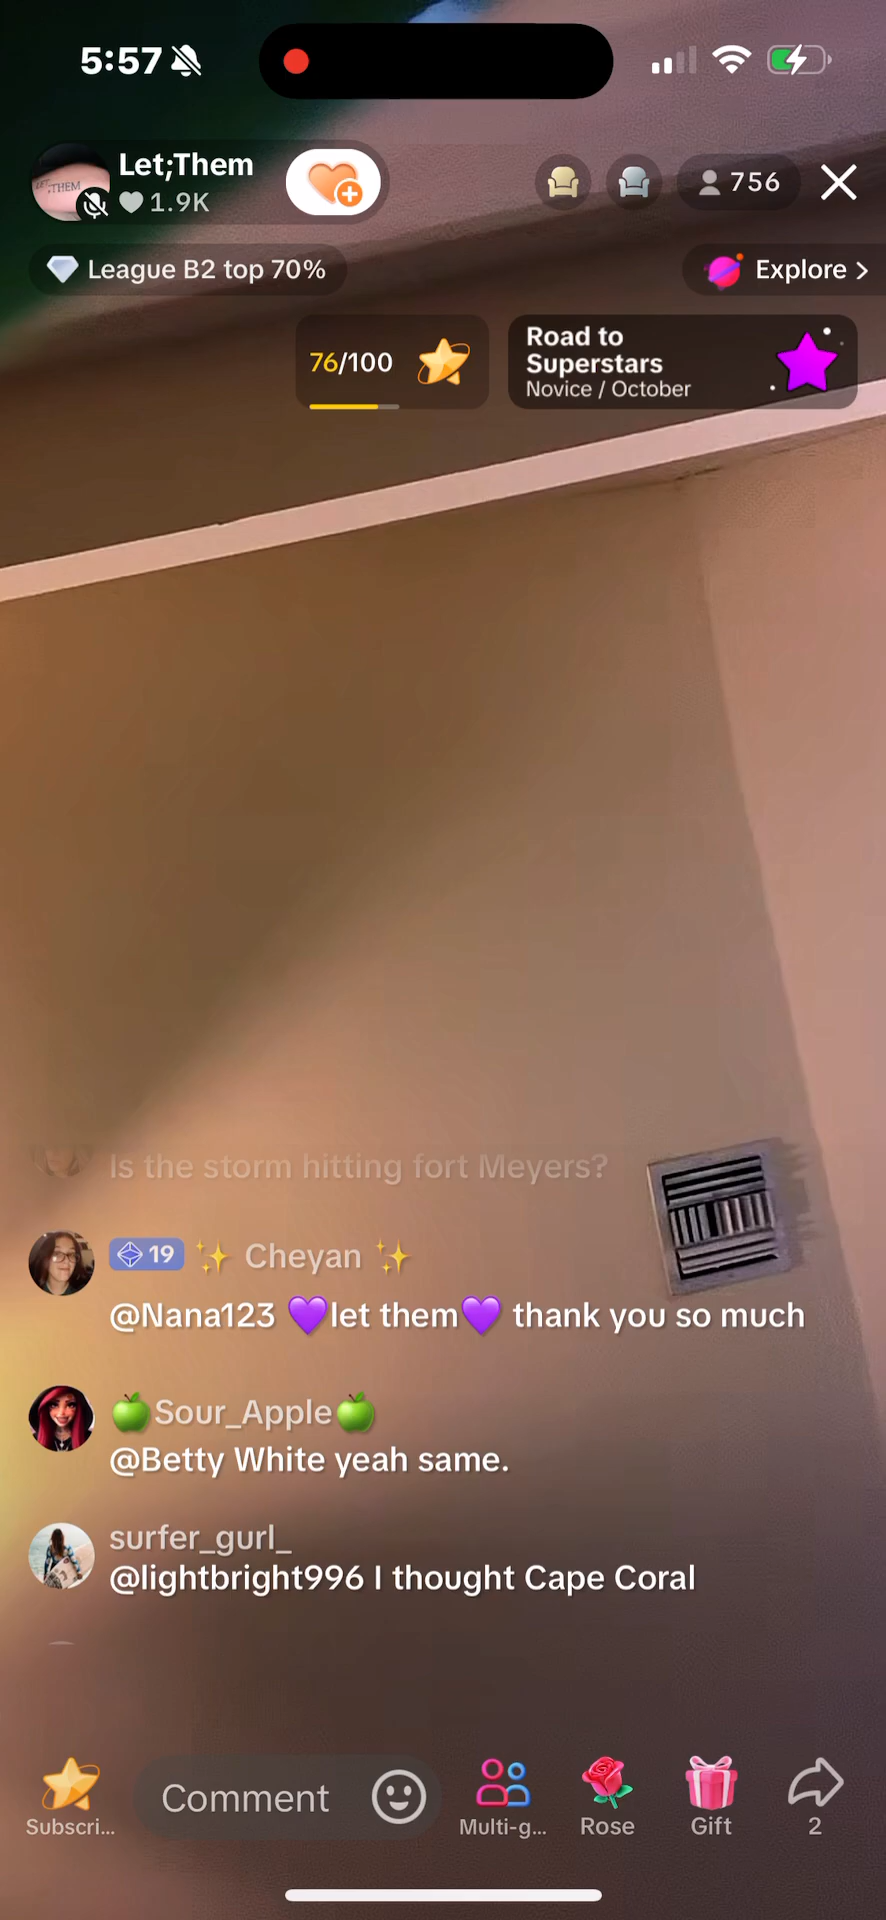 5:57
Let;Them
1.9K
756
League B2 top 70%
Explore >
76/100
Road to
Superstars
Novice / October
Is the storm hitting fort Meyers?
19 ✨ Cheyan ✨
@Nana123 💜let them💜 thank you so much
🍏Sour_Apple🍏
@Betty White yeah same.
surfer_gurl_
@lightbright996 I thought Cape Coral
Comment
Subscri...
Multi-g...
Rose
Gift
2